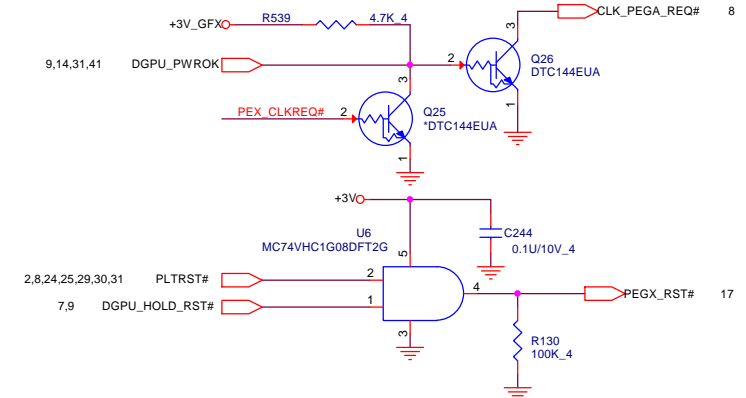 +3V_GFX R539 4.7K_4 3 CLK_PEGA_REQ# 8
9,14,31,41 DGPU_PWROK 2 Q26
DTC144EUA
3
PEX_CLKREQ# 2 Q25 1
*DTC144EUA
1
+3V
U6 C244
MC74VHC1G08DFT2G 5 0.1U/10V_4
2,8,24,25,29,30,31 PLTRST# 2
4 PEGX_RST# 17
7,9 DGPU_HOLD_RST# 1
3 R130
100K_4